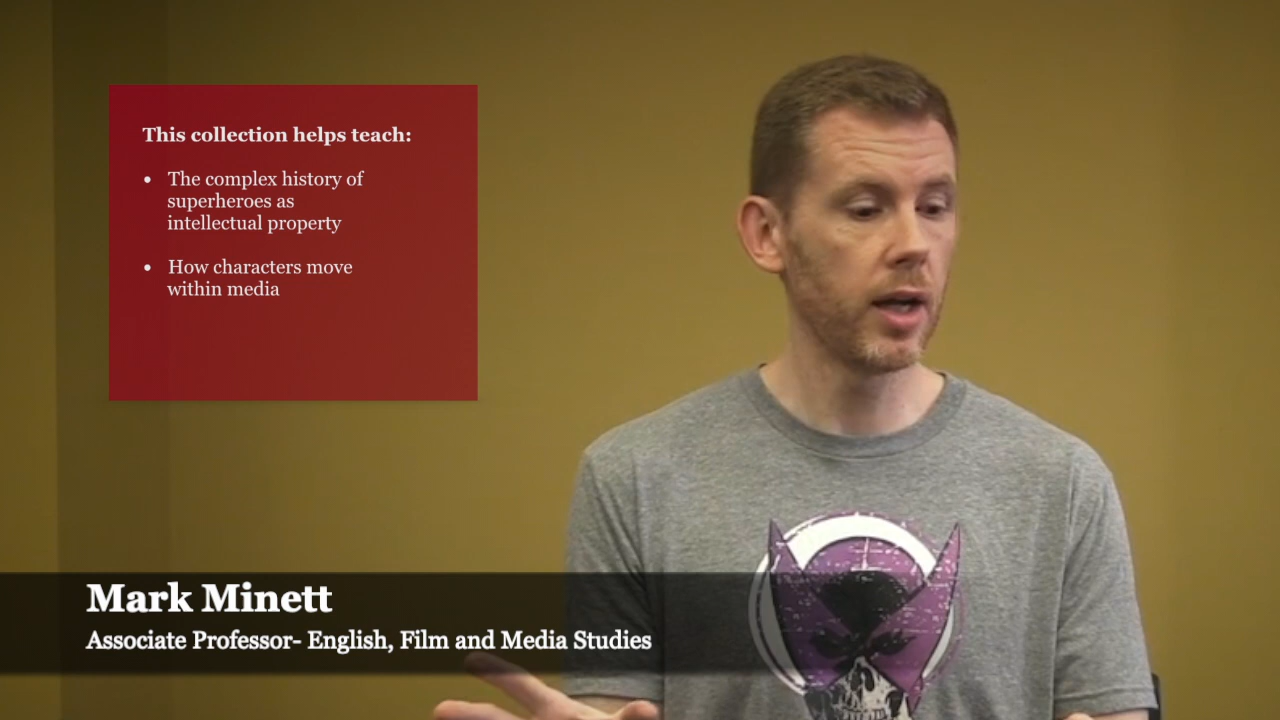 This collection helps teach:
• The complex history of
superheroes as
intellectual property
• How characters move
within media
Mark Minett
Associate Professor- English, Film and Media Studies